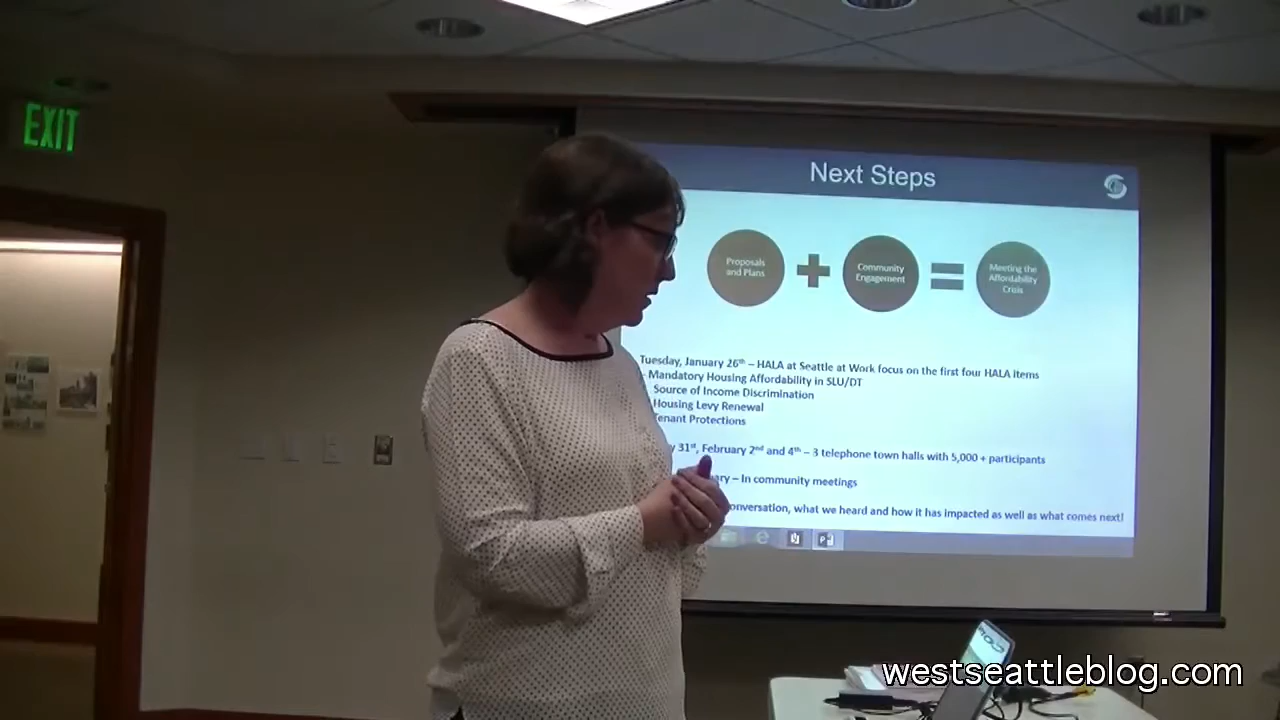 EXIT
Next Steps
Proposals
and Plans
Community
Engagement
Meeting the
Affordability
Crisis
Tuesday, January 26th – HALA at Seattle at Work focus on the first four HALA items
- Mandatory Housing Affordability in SLU/DT
Source of Income Discrimination
Housing Levy Renewal
Tenant Protections
31st, February 2nd and 4th – 3 telephone town halls with 5,000 + participants
– In community meetings
conversation, what we heard and how it has impacted as well as what comes next!
westseattleblog.com